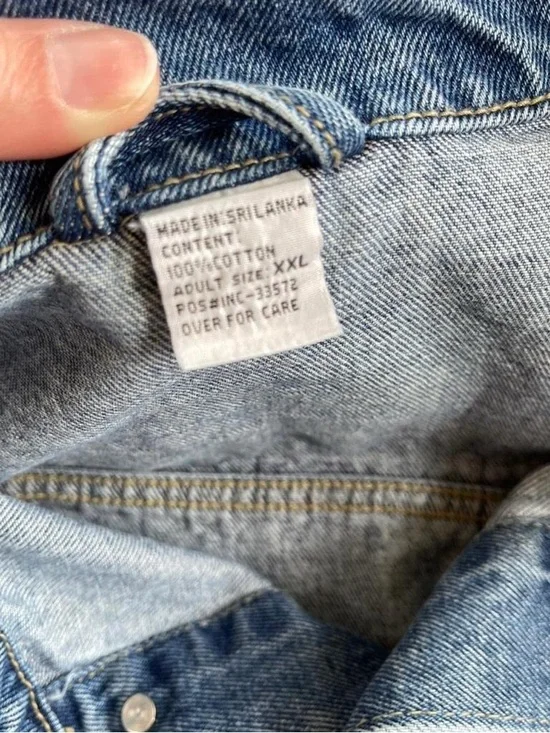 MADE IN: SRI LANKA
CONTENT:
100% COTTON
ADULT SIZE: XXL
POS#INC-33572
OVER FOR CARE